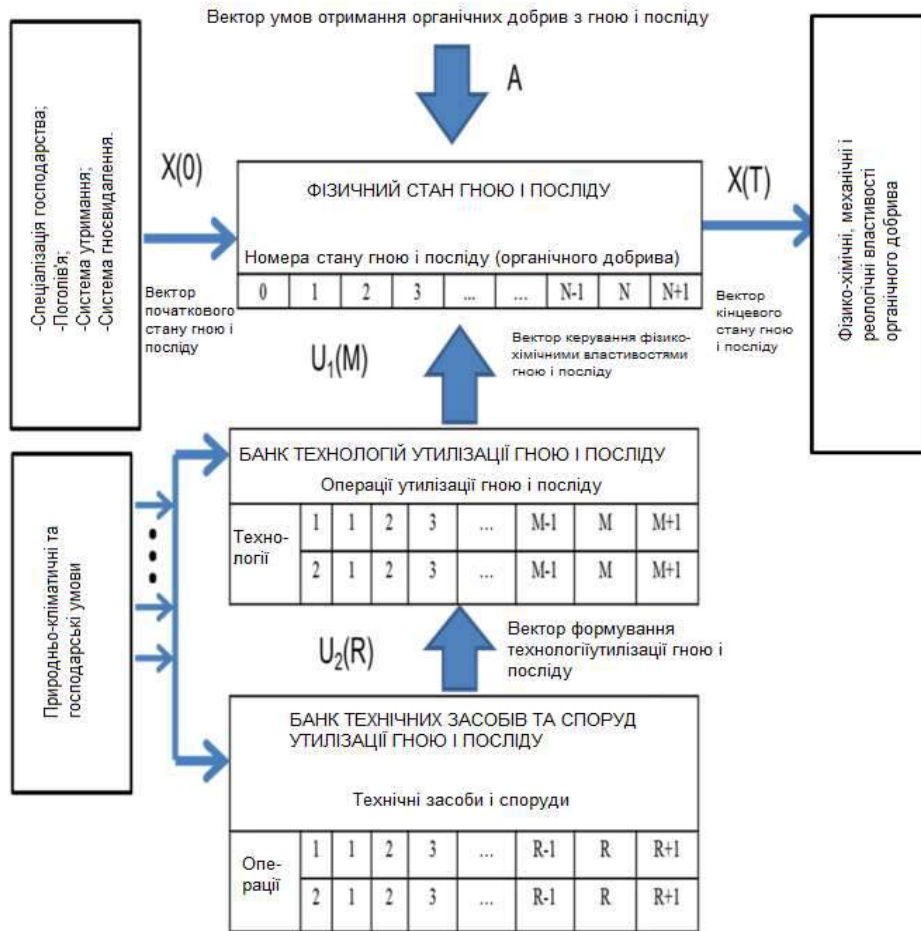 Вектор умов отримання органічних добрив з гною і посліду
A
-Спеціалізація господарства;
-Поголів'я;
-Система утримання;
-Система гноєвидалення.
X(0)
Вектор
початкового
стану гною і
посліду
ФІЗИЧНИЙ СТАН ГНОЮ І ПОСЛІДУ
Номера стану гною і посліду (органічного добрива)
0 1 2 3 ... ... N-1 N N+1
X(T)
Вектор
кінцевого
стану гною
і посліду
Фізико-хімічні, механічні і
реологічні властивості
органічного добрива
U₁(M)
Вектор керування фізико-
хімічними властивостями
гною і посліду
Природньо-кліматичні та
господарські умови
БАНК ТЕХНОЛОГІЙ УТИЛІЗАЦІЇ ГНОЮ І ПОСЛІДУ
Операції утилізації гною і посліду
Техно-
логії
1 1 2 3 ... M-1 M M+1
2 1 2 3 ... M-1 M M+1
U₂(R)
Вектор формування
технологіїутилізації гною і
посліду
БАНК ТЕХНІЧНИХ ЗАСОБІВ ТА СПОРУД
УТИЛІЗАЦІЇ ГНОЮ І ПОСЛІДУ
Технічні засоби і споруди
Опе-
рації
1 1 2 3 ... R-1 R R+1
2 1 2 3 ... R-1 R R+1